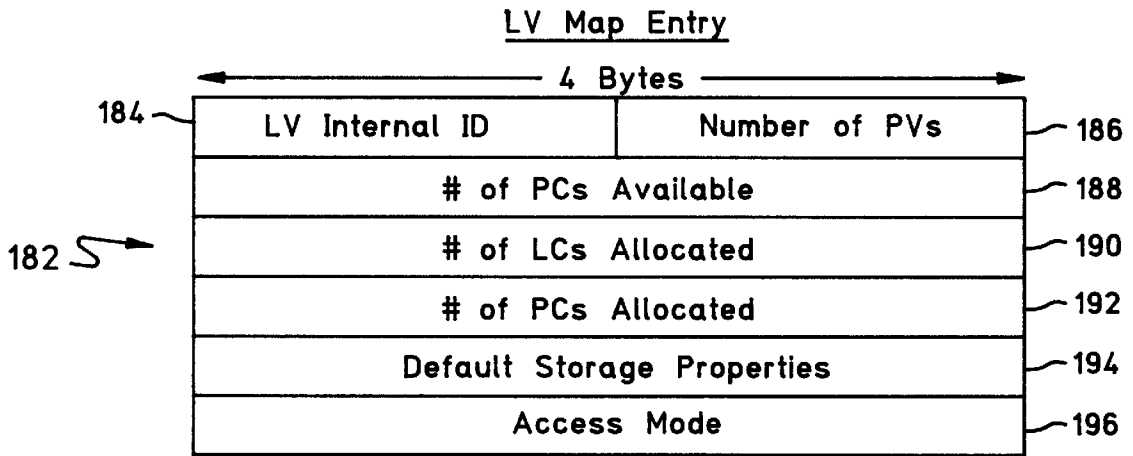 LV Map Entry
4 Bytes
184 LV Internal ID Number of PVs 186
# of PCs Available 188
182 # of LCs Allocated 190
# of PCs Allocated 192
Default Storage Properties 194
Access Mode 196